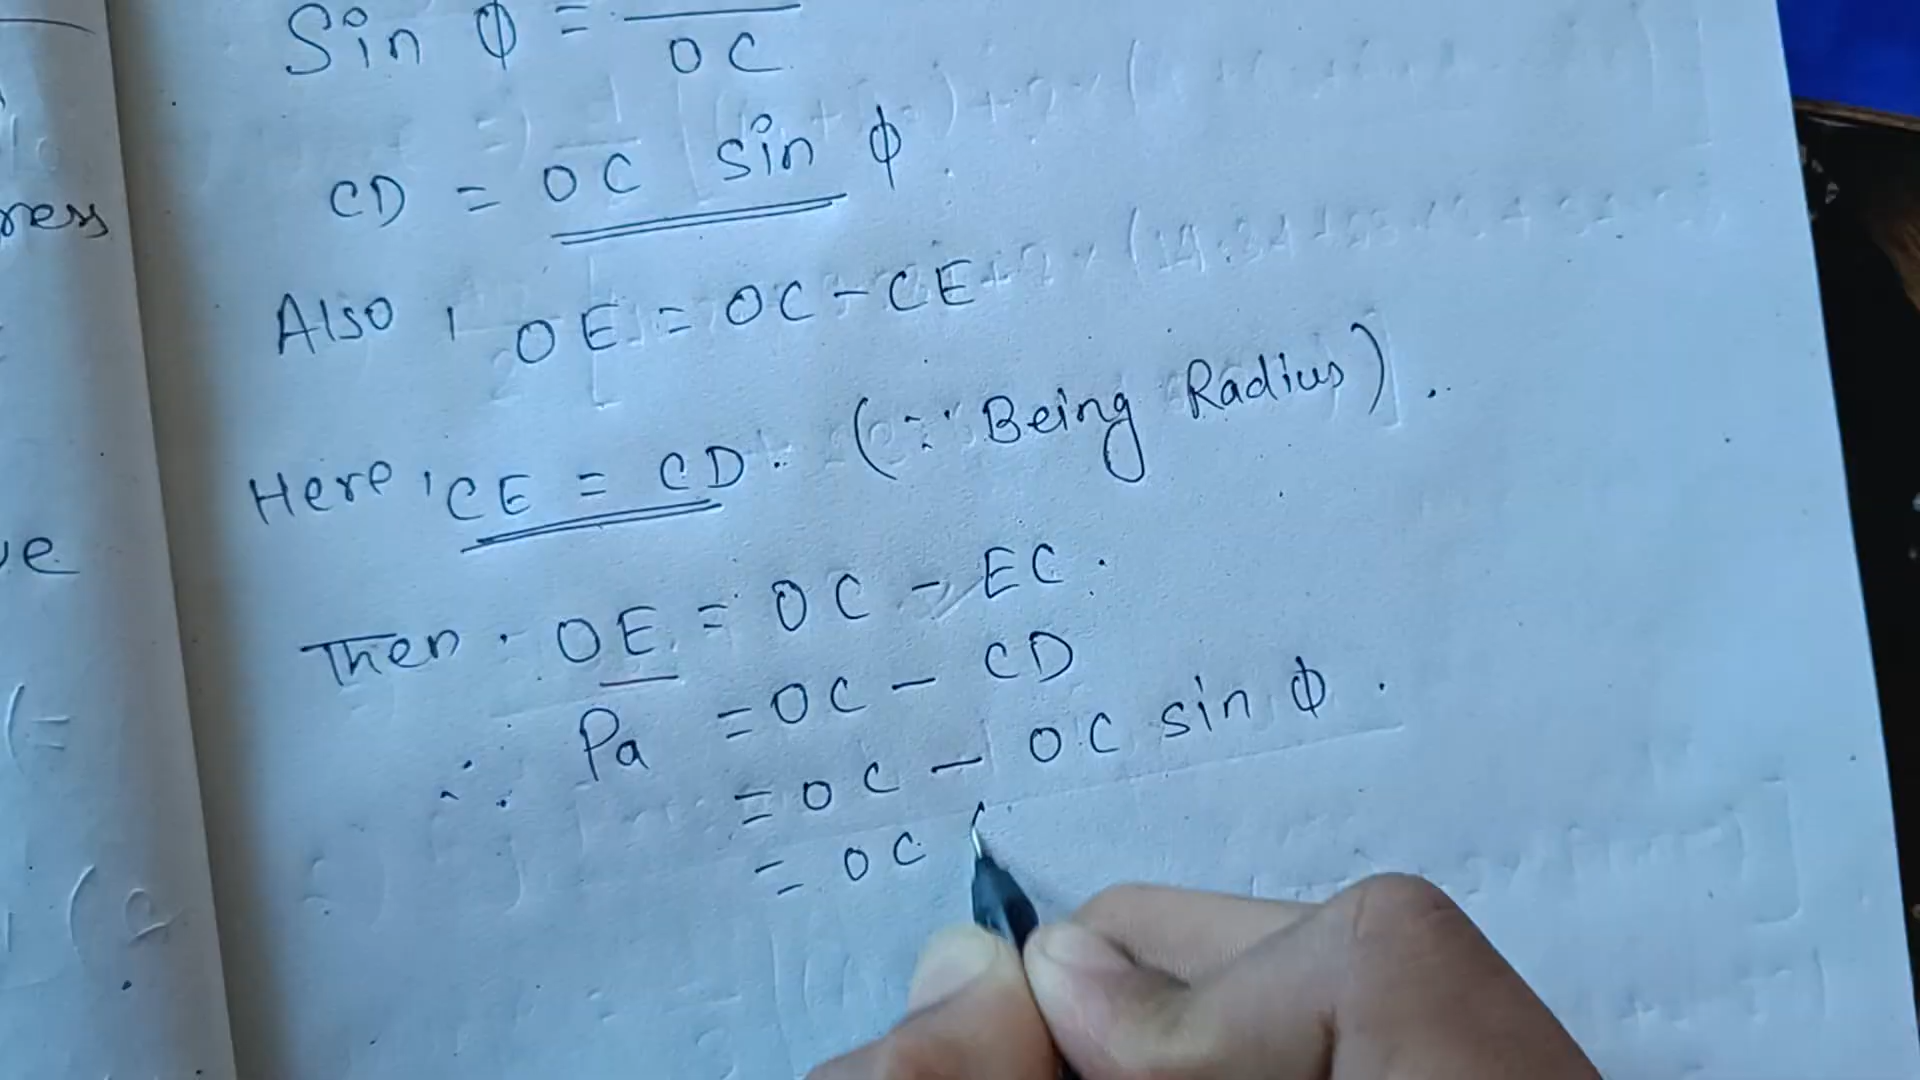 Sin φ =
OC
CD = OC sin φ.
Also, OE = OC - CE
Here, CE = CD. (∵ Being Radius).
Then. OE = OC - EC.
∴ Pa = OC - CD
= OC - OC sin φ.
= OC (
ress